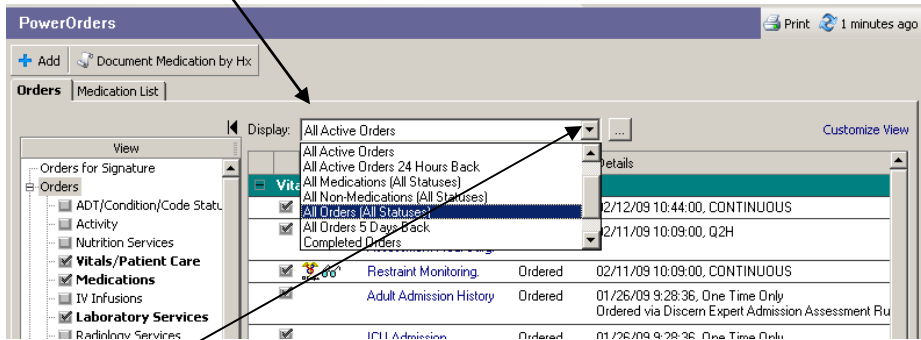 PowerOrders
Print 1 minutes ago
Add Document Medication by Hx
Orders Medication List
Display: All Active Orders ... Customize View
View
Orders for Signature
Orders
ADT/Condition/Code Statu
Activity
Nutrition Services
Vitals/Patient Care
Medications
IV Infusions
Laboratory Services
Radiology Services
All Active Orders
All Active Orders 24 Hours Back
All Medications (All Statuses)
All Non-Medications (All Statuses)
All Orders (All Statuses)
All Orders 5 Days Back
Completed Orders
Details
Vita
02/12/09 10:44:00, CONTINUOUS
02/11/09 10:09:00, Q2H
Restraint Monitoring. Ordered 02/11/09 10:09:00, CONTINUOUS
Adult Admission History Ordered 01/26/09 9:28:36, One Time Only
Ordered via Discern Expert Admission Assessment Ru
ICU Admission Ordered 01/26/09 9:28:36, One Time Only